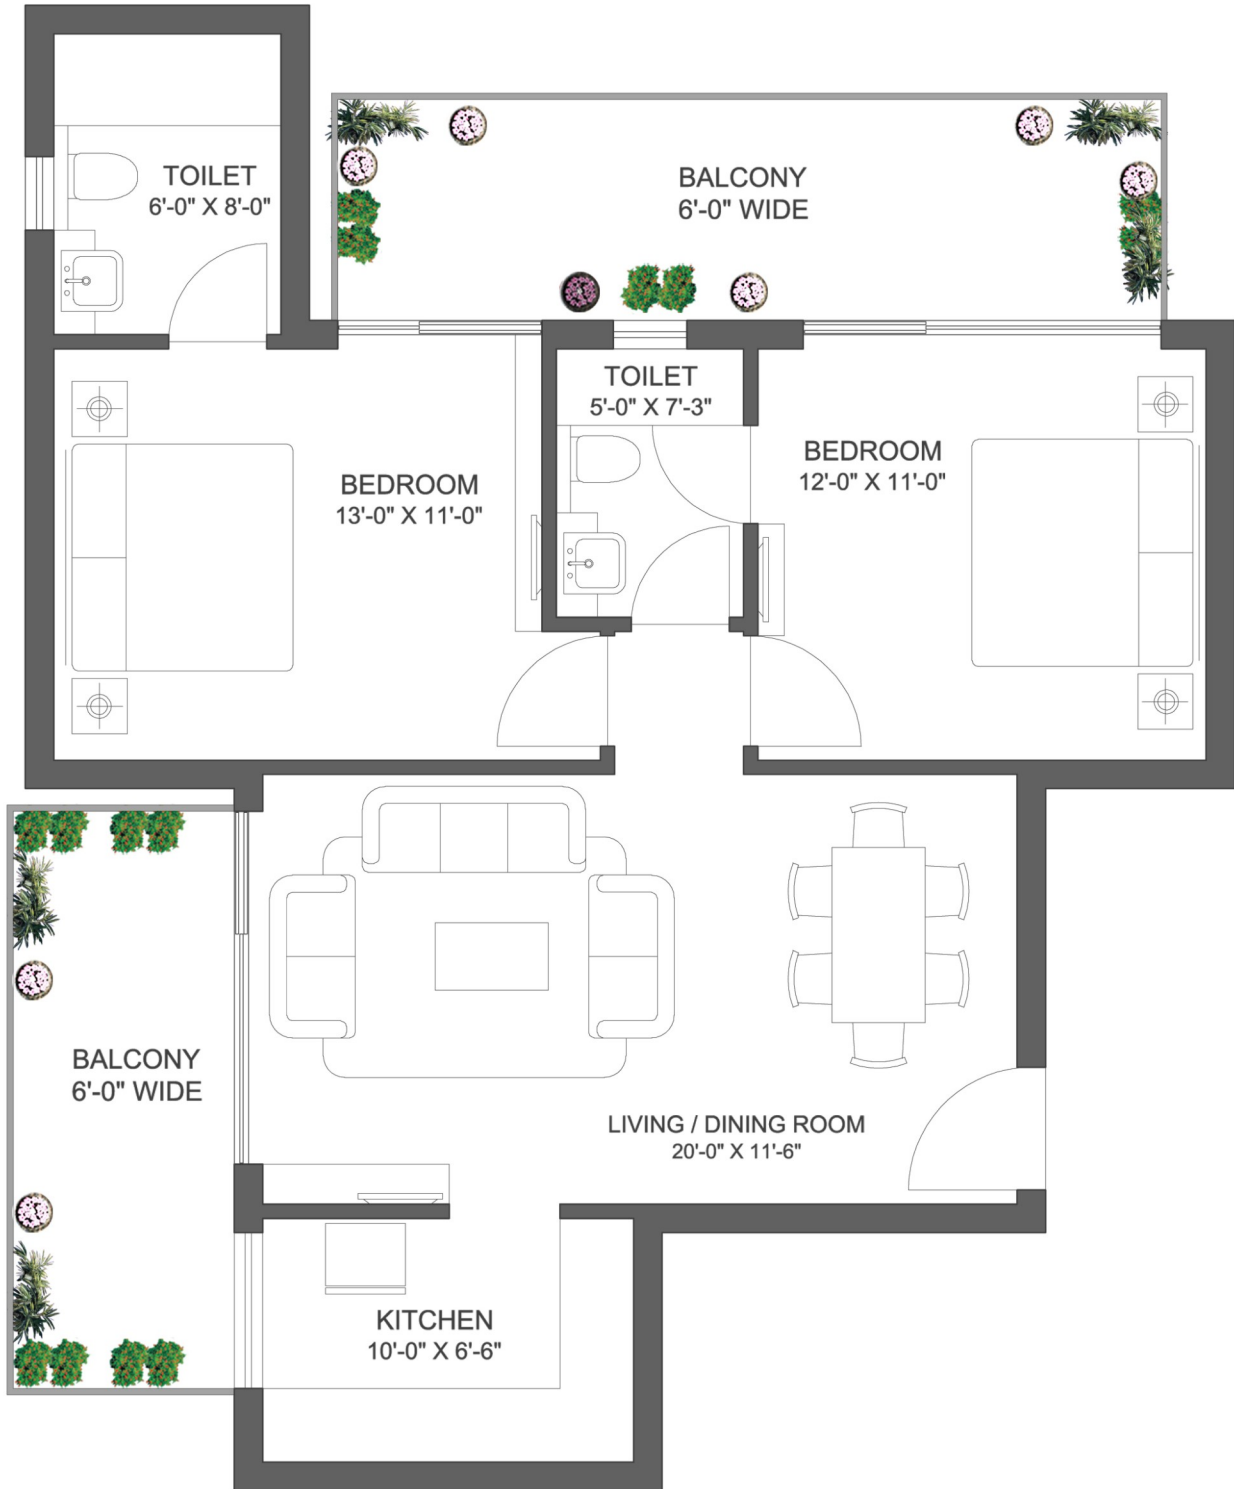 TOILET
6'-0" X 8'-0"
BALCONY
6'-0" WIDE
TOILET
5'-0" X 7'-3"
BEDROOM
13'-0" X 11'-0"
BEDROOM
12'-0" X 11'-0"
BALCONY
6'-0" WIDE
LIVING / DINING ROOM
20'-0" X 11'-6"
KITCHEN
10'-0" X 6'-6"